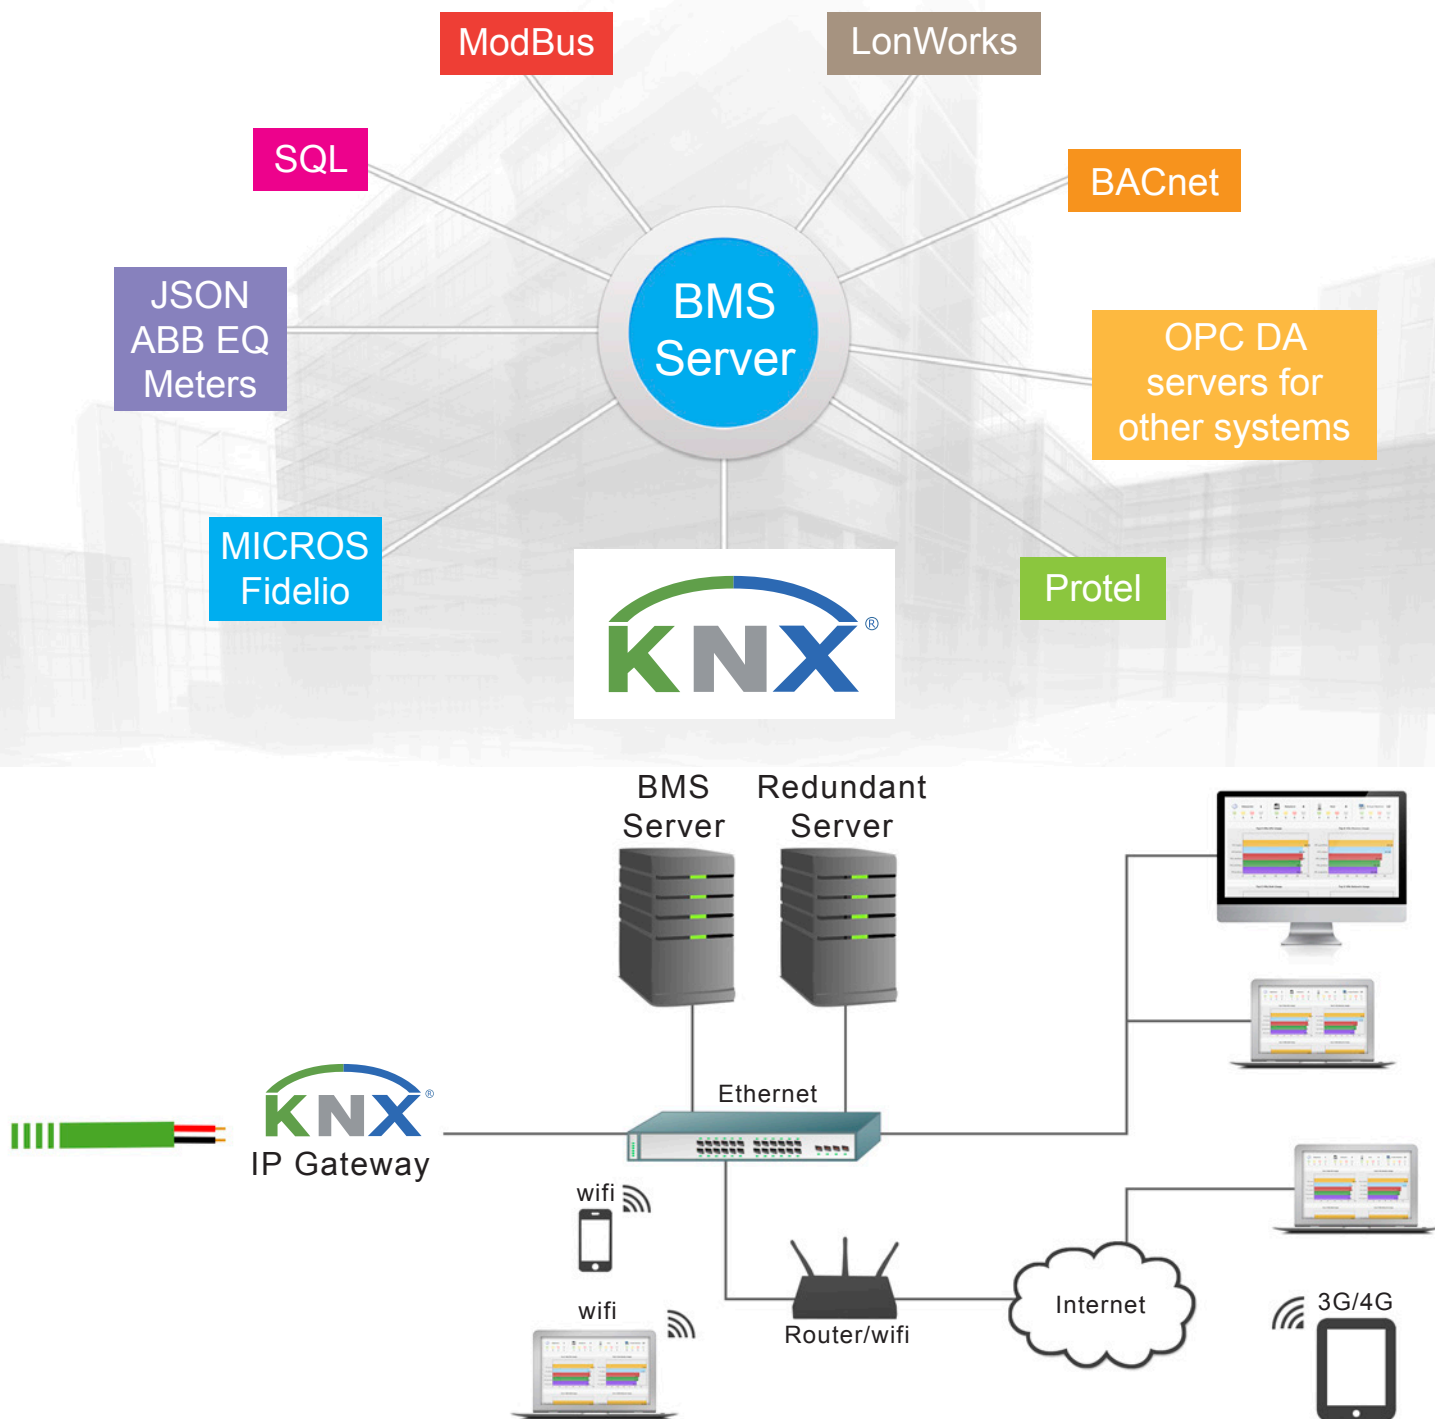 ModBus
LonWorks
SQL
BACnet
JSON
ABB EQ
Meters
BMS
Server
OPC DA
servers for
other systems
MICROS
Fidelio
KNX®
Protel
BMS
Server
Redundant
Server
Ethernet
KNX®
IP Gateway
wifi
wifi
Router/wifi
Internet
3G/4G